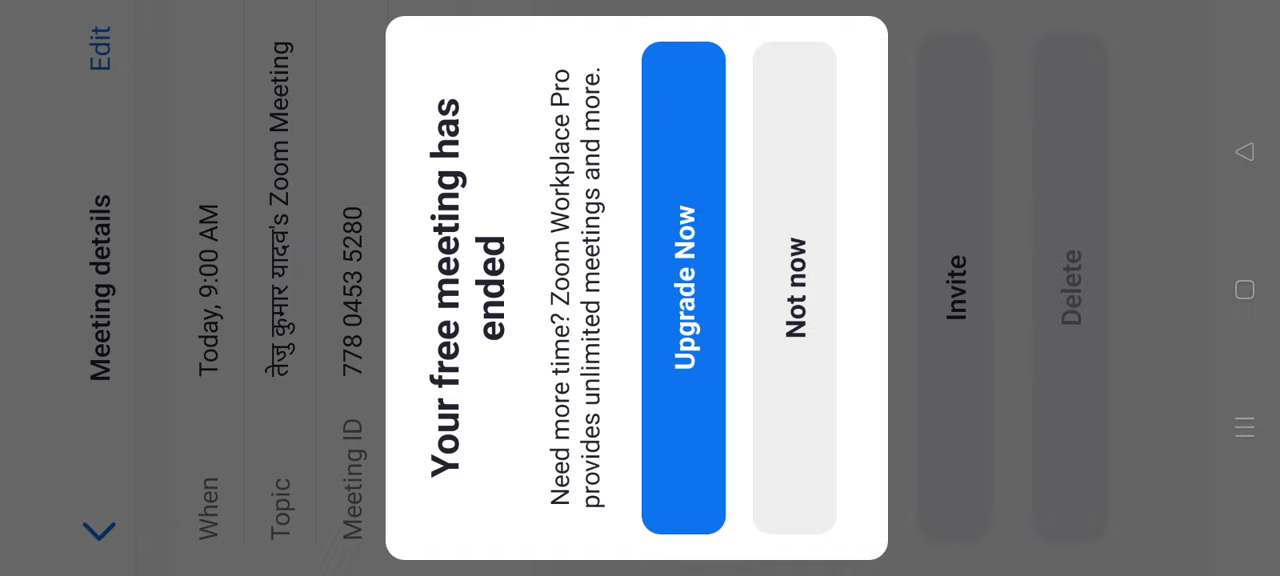 Meeting details
Edit
When
Today, 9:00 AM
Topic
तेजु कुमार यादव's Zoom Meeting
Meeting ID
778 0453 5280
Your free meeting has
ended
Need more time? Zoom Workplace Pro
provides unlimited meetings and more.
Upgrade Now
Not now
Invite
Delete